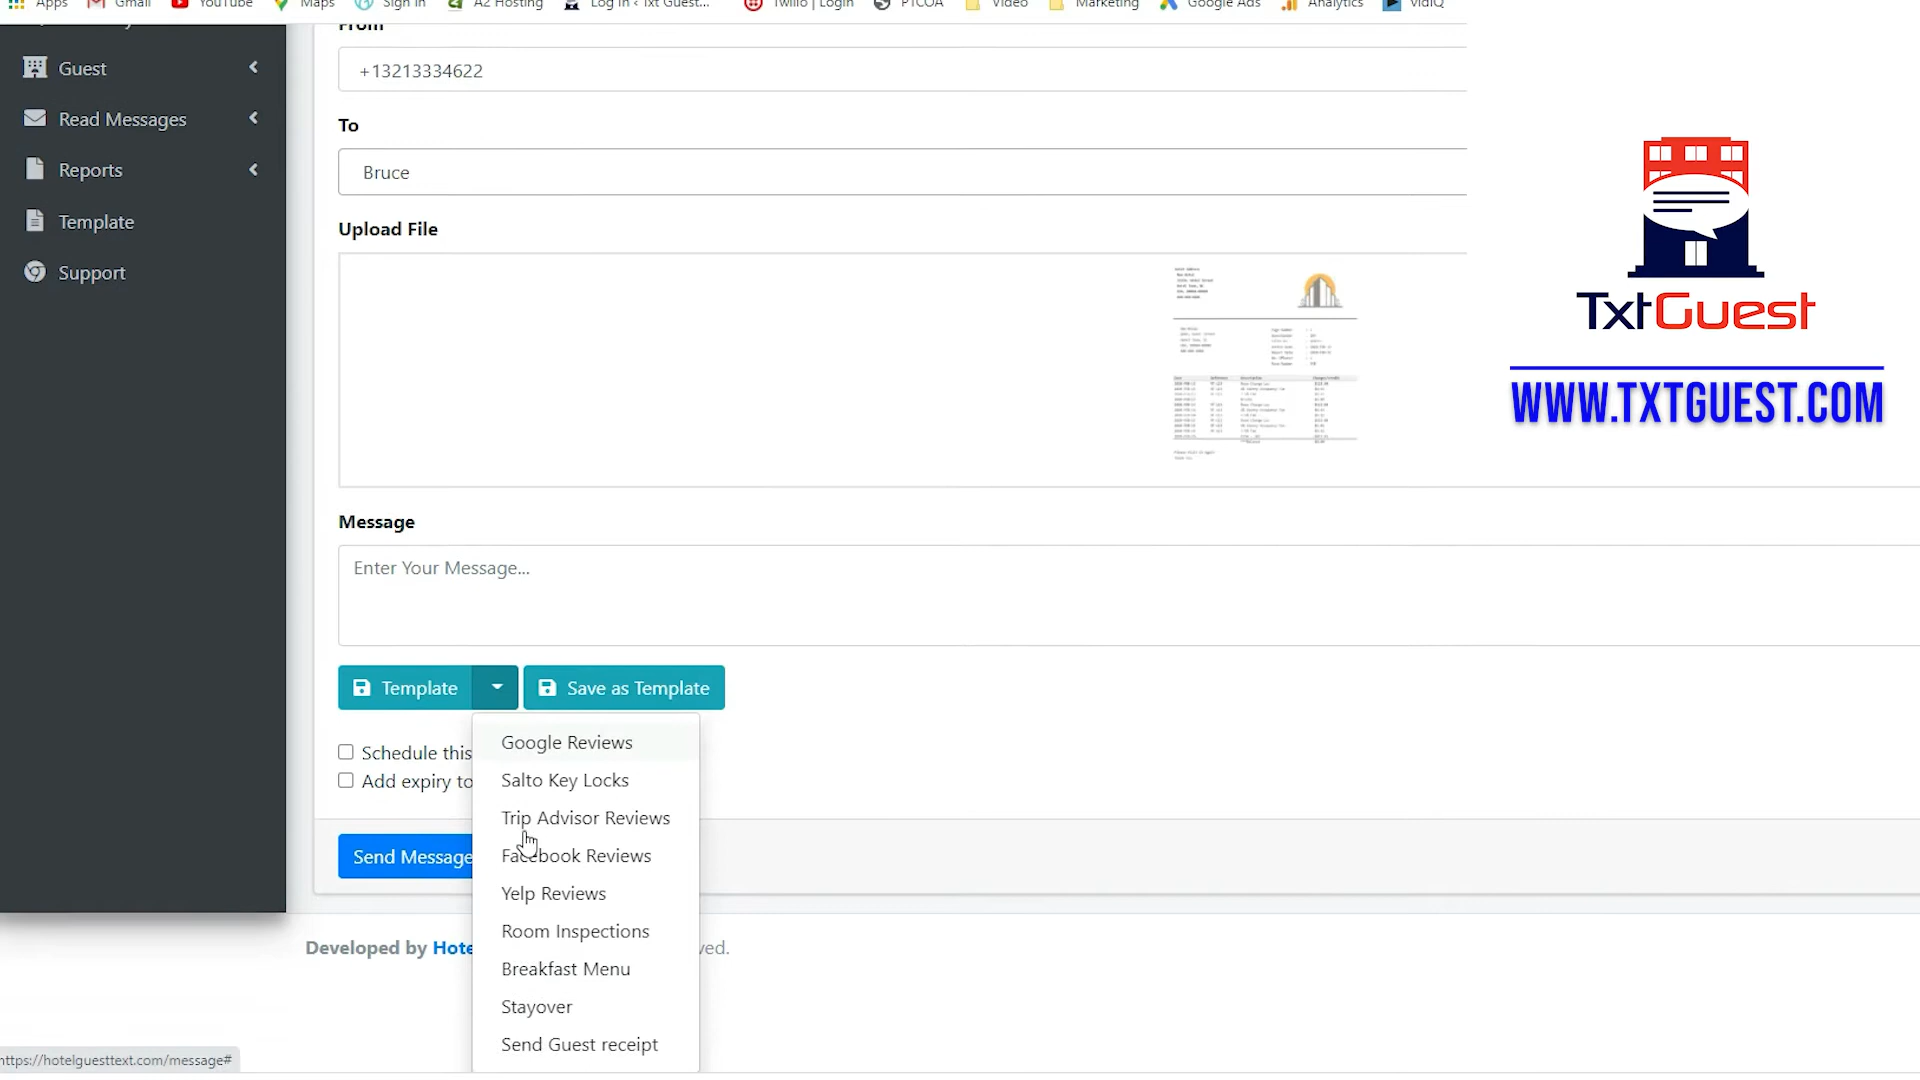 Apps Gmail YouTube Maps Sign In A2 Hosting Log In ‹ Txt Guest... Twilio | Login PTCOA Video Marketing Google Ads Analytics vidIQ
From
+13213334622
To
Bruce
Upload File
Message
Enter Your Message...
Template Save as Template
Google Reviews
Schedule this
Salto Key Locks
Add expiry to
Trip Advisor Reviews
Send Message
Facebook Reviews
Yelp Reviews
Room Inspections
Developed by Hote ved.
Breakfast Menu
Stayover
Send Guest receipt
Guest
Read Messages
Reports
Template
Support
TxtGuest
WWW.TXTGUEST.COM
https://hotelguesttext.com/message#